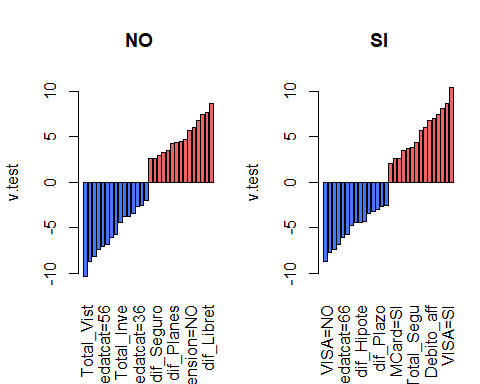 NO
SI
v.test
10
5
0
-5
-10
Total_Vist
edatcat=56
Total_Inve
edatcat=36
dif_Seguro
dif_Planes
ension=NO
dif_Libret
v.test
10
5
0
-5
-10
VISA=NO
edatcat=66
dif_Hipote
dif_Plazo
MCard=SI
Total_Segu
Debito_aff
VISA=SI